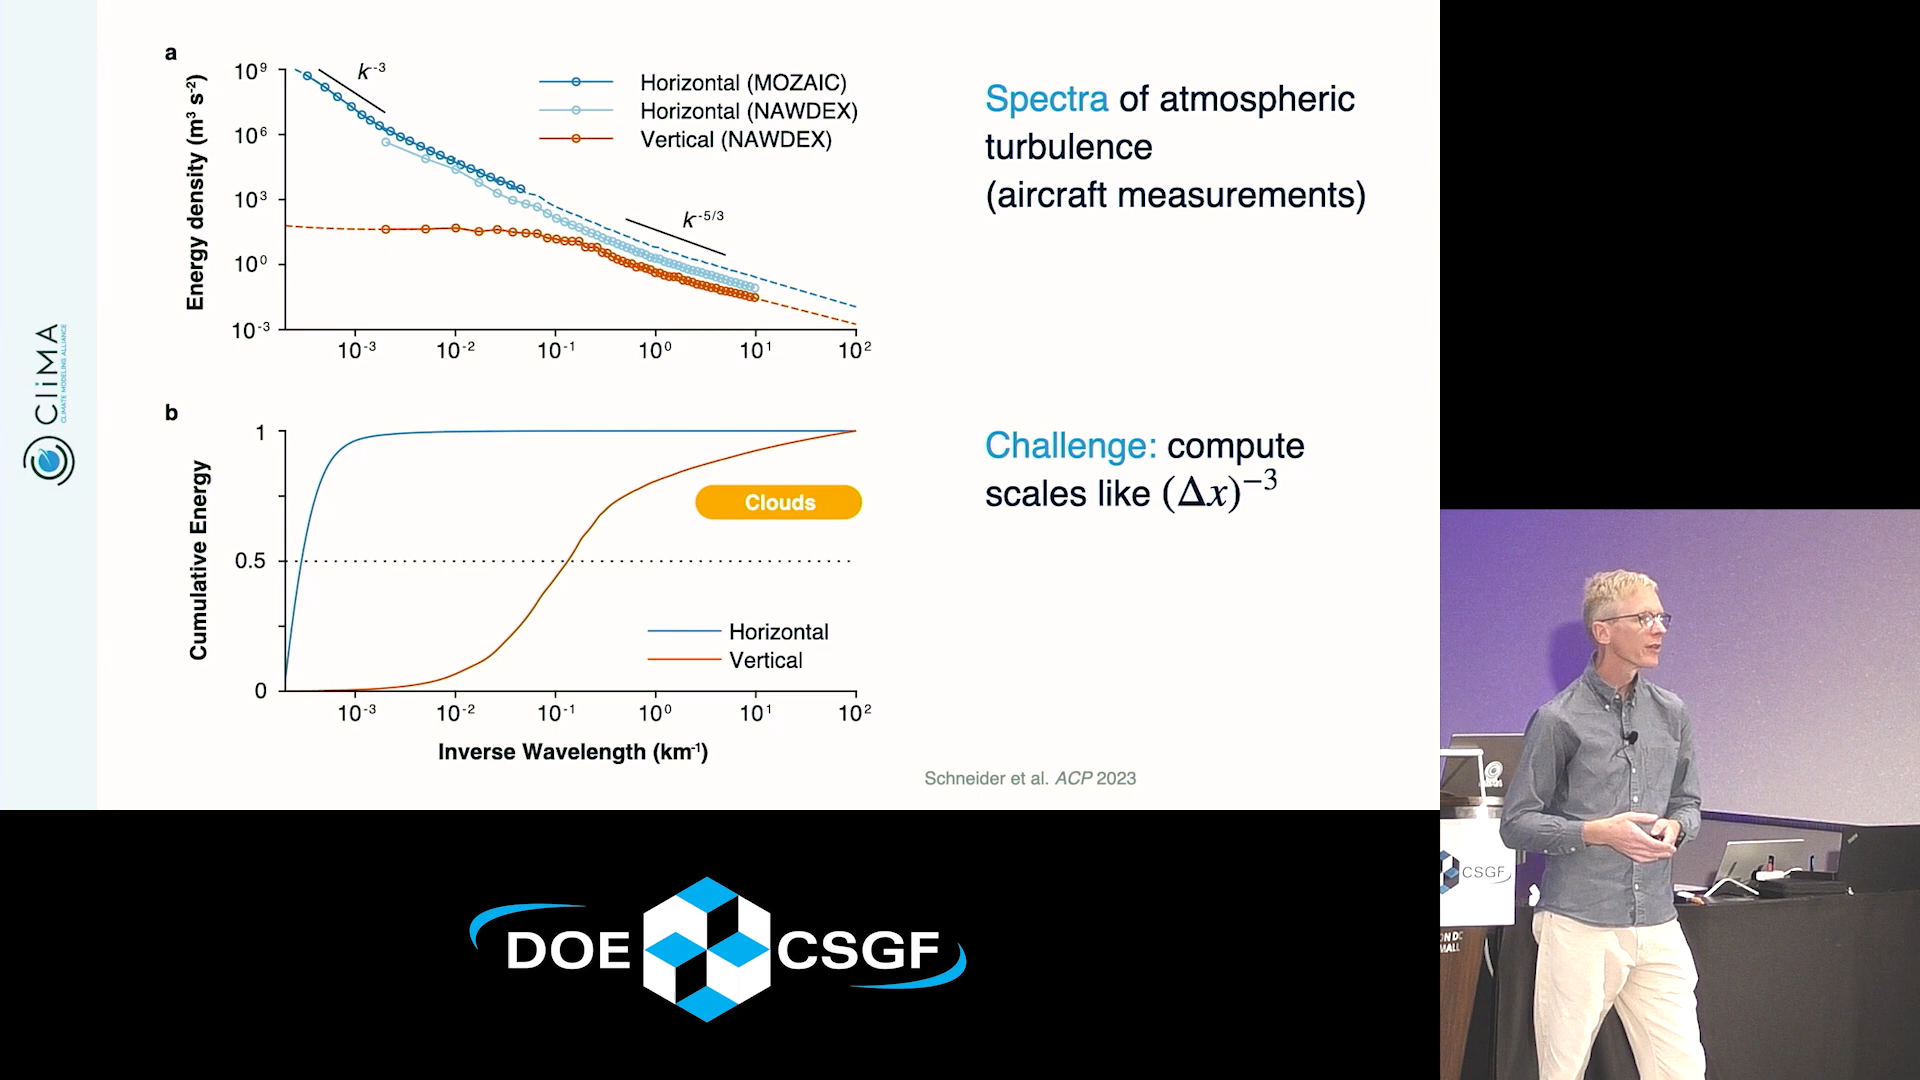 a
Energy density (m³ s⁻²)
10⁹
10⁶
10³
10⁰
10⁻³
k⁻³
k⁻⁵ᐟ³
Horizontal (MOZAIC)
Horizontal (NAWDEX)
Vertical (NAWDEX)
10⁻³ 10⁻² 10⁻¹ 10⁰ 10¹ 10²
Spectra of atmospheric
turbulence
(aircraft measurements)
CliMA
CLIMATE MODELING ALLIANCE
b
Cumulative Energy
1
0.5
0
Clouds
Horizontal
Vertical
10⁻³ 10⁻² 10⁻¹ 10⁰ 10¹ 10²
Inverse Wavelength (km⁻¹)
Challenge: compute
scales like (Δx)⁻³
Schneider et al. ACP 2023
DOE CSGF
CSGF